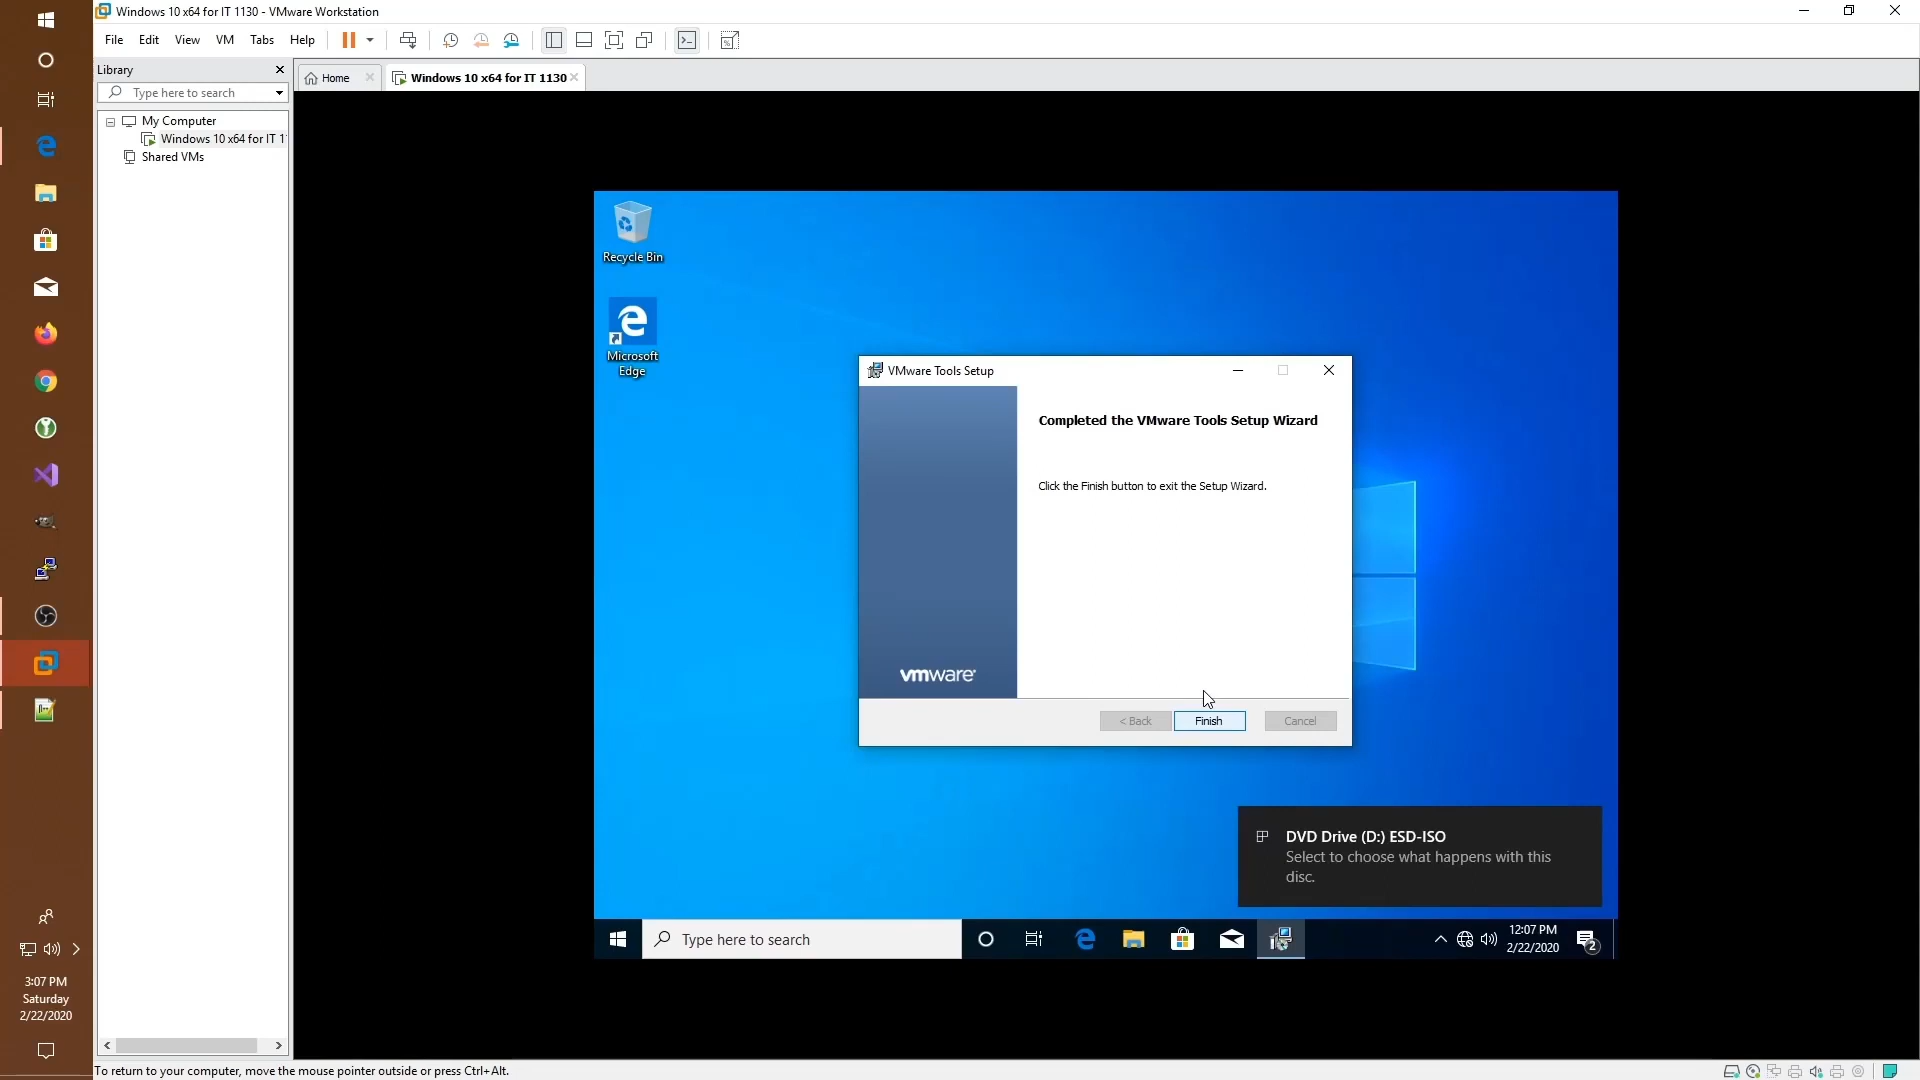 Windows 10 x64 for IT 1130 - VMware Workstation
File Edit View VM Tabs Help
Library
Type here to search
My Computer
Windows 10 x64 for IT 1
Shared VMs
Home
Windows 10 x64 for IT 1130
Recycle Bin
Microsoft
Edge
VMware Tools Setup
Completed the VMware Tools Setup Wizard
Click the Finish button to exit the Setup Wizard.
vmware
< Back Finish Cancel
DVD Drive (D:) ESD-ISO
Select to choose what happens with this
disc.
Type here to search
12:07 PM
2/22/2020
2
3:07 PM
Saturday
2/22/2020
To return to your computer, move the mouse pointer outside or press Ctrl+Alt.